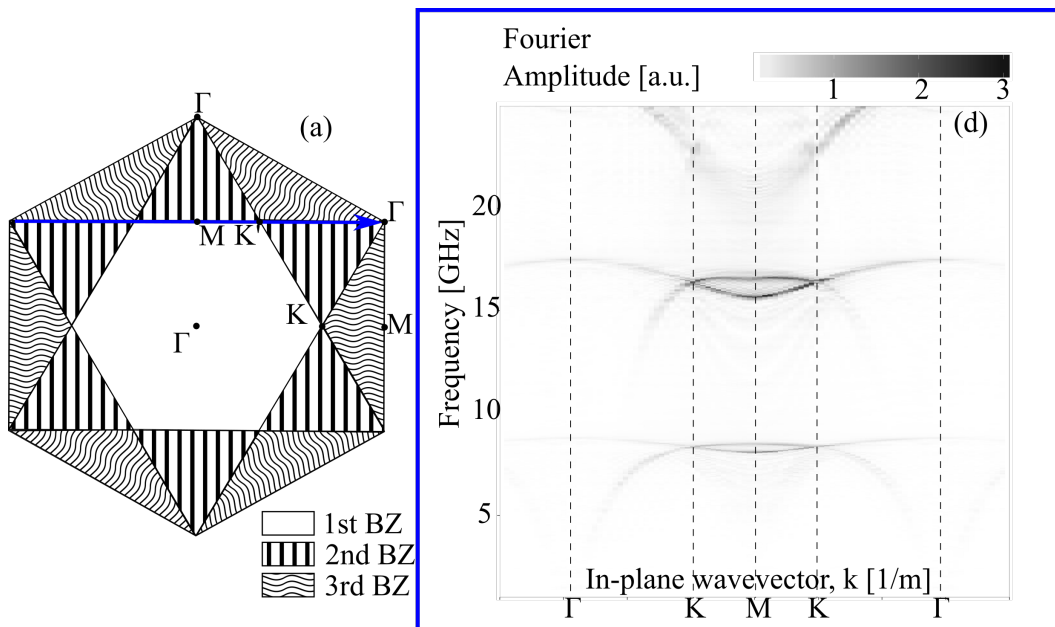 Γ
(a)
Γ
M
K'
K
M
Γ
1st BZ
2nd BZ
3rd BZ
Fourier
Amplitude [a.u.]
1
2
3
(d)
Frequency [GHz]
20
15
10
5
In-plane wavevector, k [1/m]
Γ
K
M
K
Γ